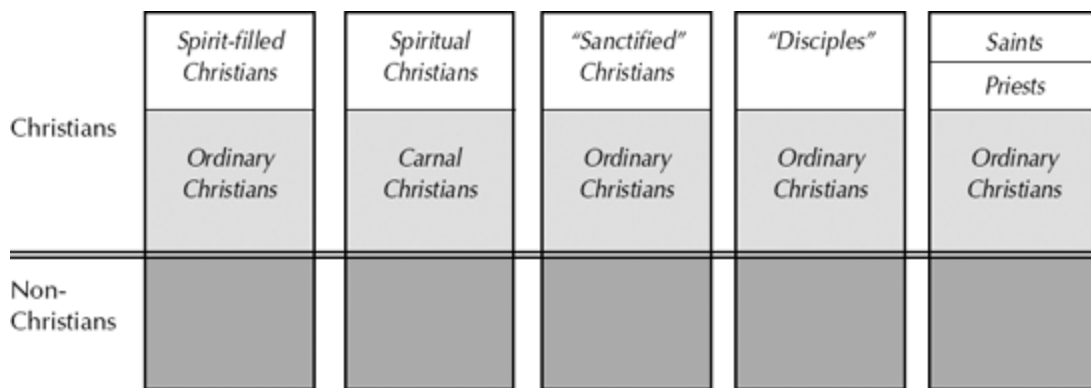 Spirit-filled
Christians
Spiritual
Christians
“Sanctified”
Christians
“Disciples”
Saints
Priests
Christians
Ordinary
Christians
Carnal
Christians
Ordinary
Christians
Ordinary
Christians
Ordinary
Christians
Non-
Christians